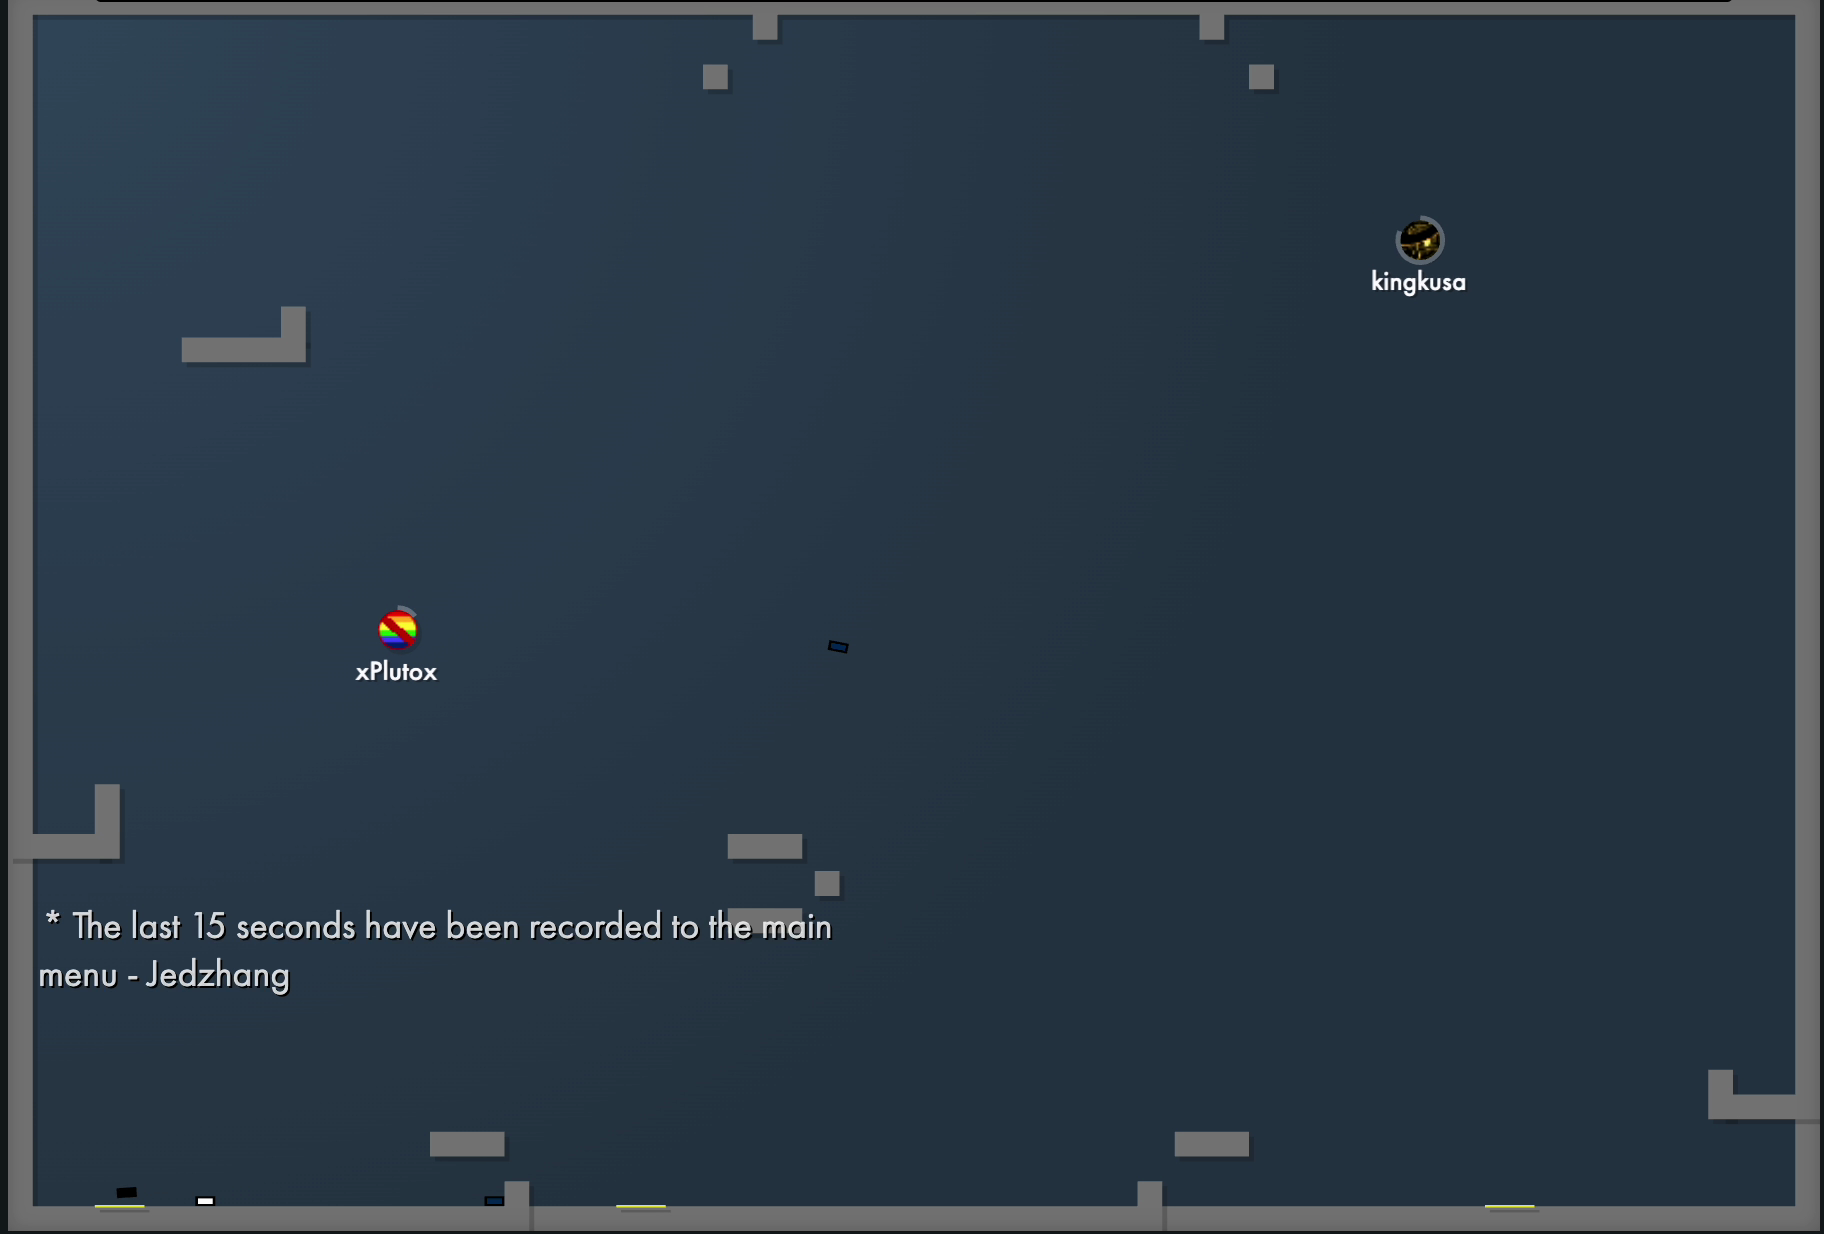 kingkusa
xPlutox
* The last 15 seconds have been recorded to the main
menu - Jedzhang